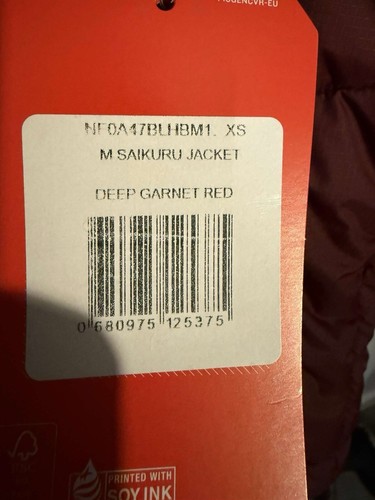 NF0A47BLHBM1. XS
M SAIKURU JACKET
DEEP GARNET RED
0 680975 125375
PRINTED WITH
SOY INK